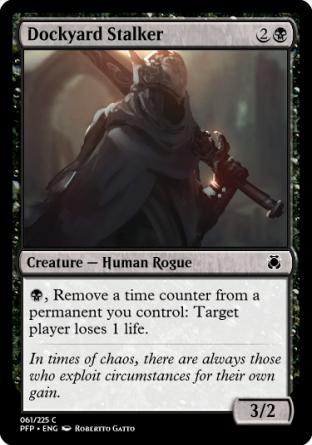 Dockyard Stalker 2
Creature — Human Rogue
, Remove a time counter from a
permanent you control: Target
player loses 1 life.
In times of chaos, there are always those
who exploit circumstances for their own
gain.
3/2
061/225 C
PFP • ENG Robertto Gatto